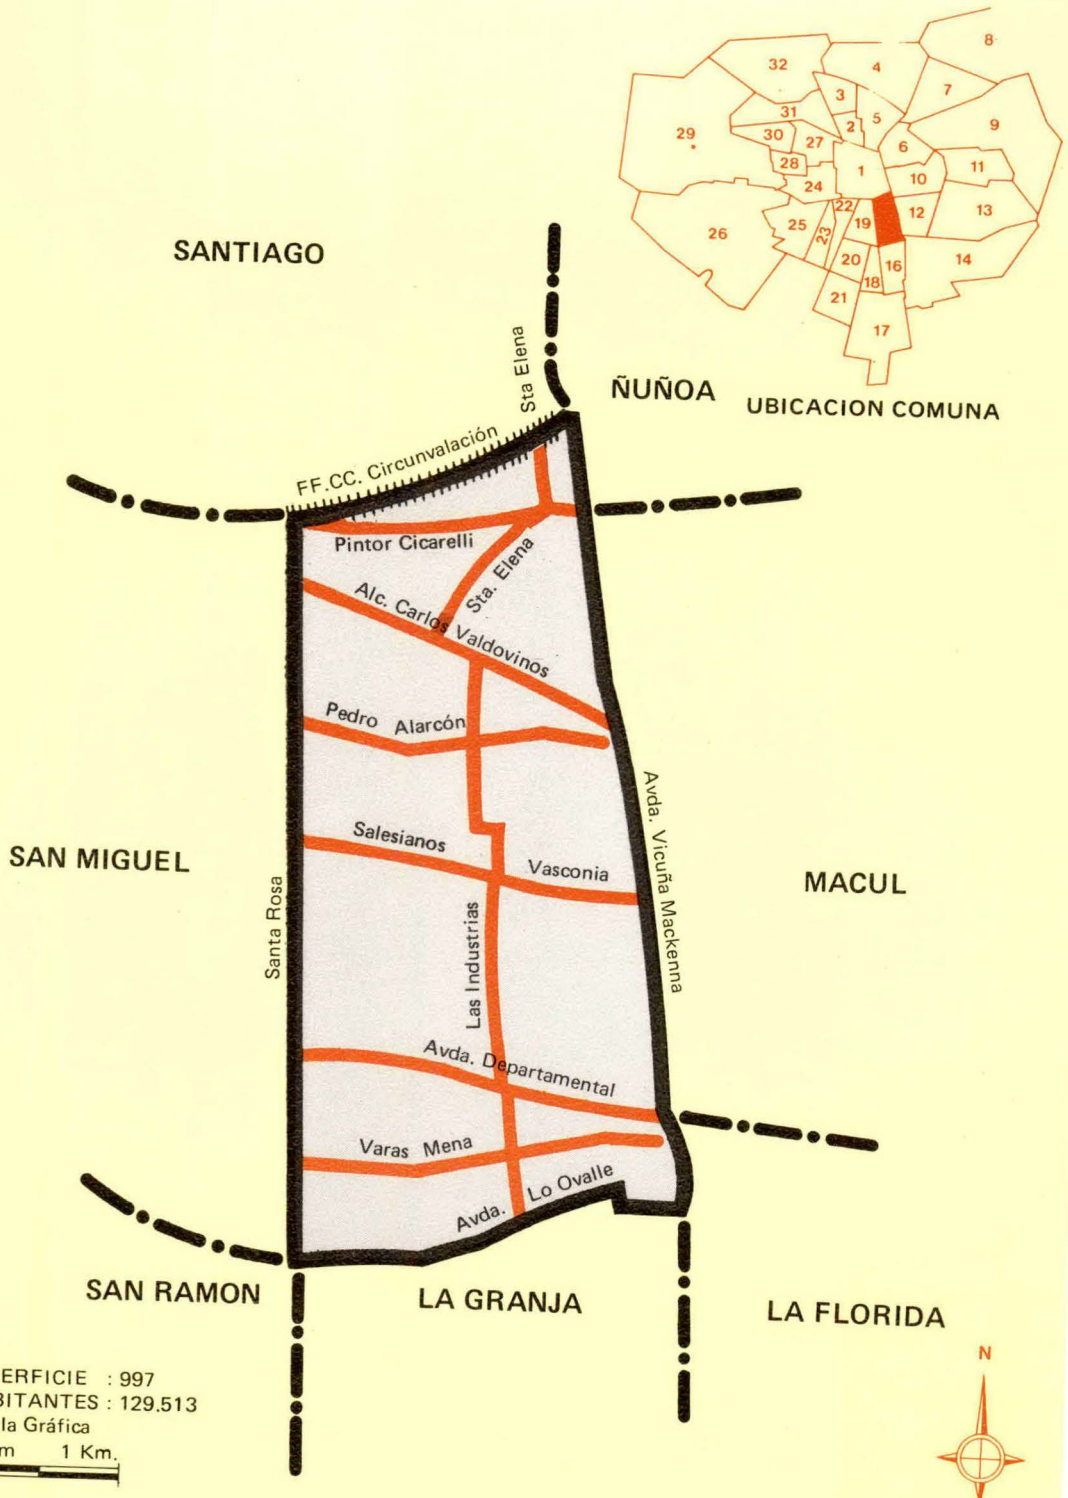 8
32
4
7
3
31
5
9
29
2
30
27
6
28
11
1
10
24
22
12
13
25
19
26
23
20
16
14
18
21
17
UBICACION COMUNA
SANTIAGO
ÑUÑOA
Sta Elena
FF.CC. Circunvalación
Pintor Cicarelli
Sta. Elena
Alc. Carlos Valdovinos
Pedro Alarcón
Avda. Vicuña Mackenna
Salesianos
SAN MIGUEL
Vasconia
MACUL
Santa Rosa
Las Industrias
Avda. Departamental
Varas Mena
Avda. Lo Ovalle
SAN RAMON
LA GRANJA
LA FLORIDA
N
ERFICIE : 997
BITANTES : 129.513
la Gráfica
m 1 Km.